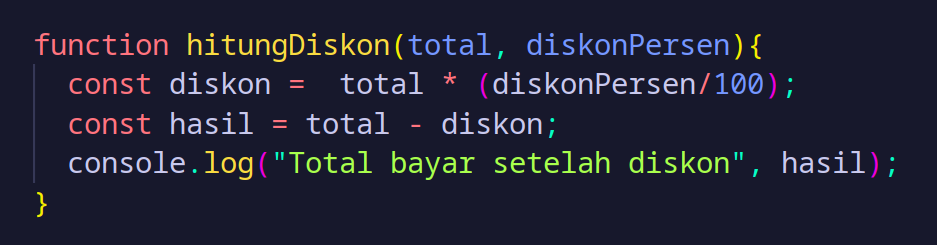 function hitungDiskon(total, diskonPersen){
  const diskon =  total * (diskonPersen/100);
  const hasil = total - diskon;
  console.log("Total bayar setelah diskon", hasil);
}